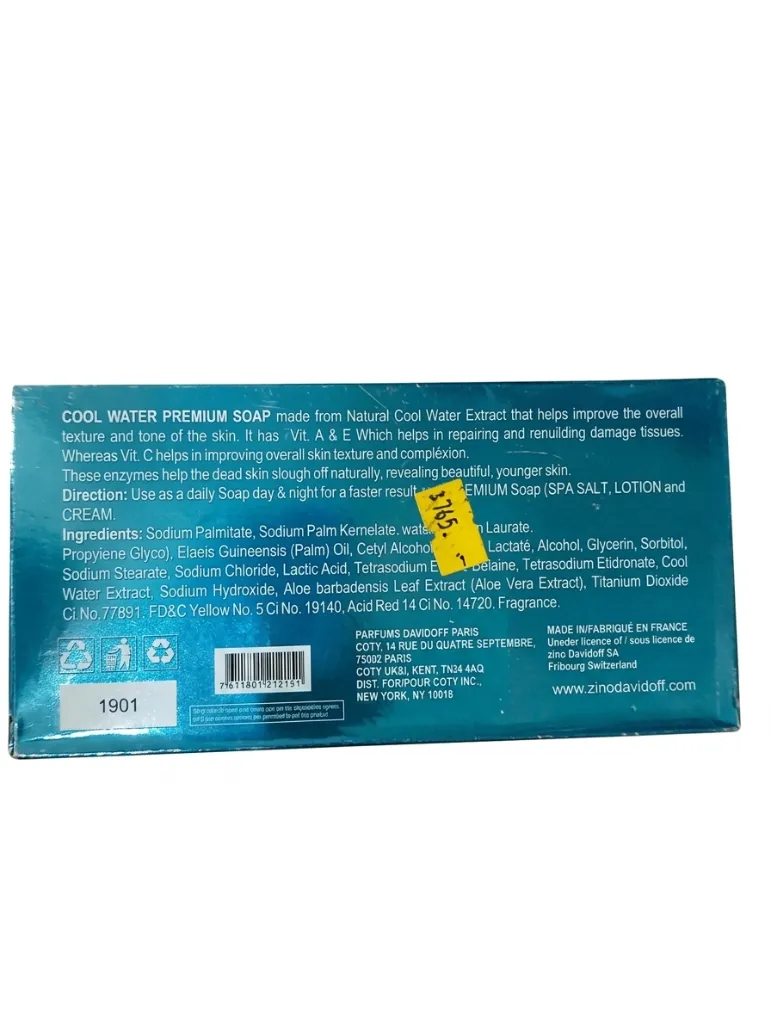 COOL WATER PREMIUM SOAP made from Natural Cool Water Extract that helps improve the overall
texture and tone of the skin. It has Vit. A & E Which helps in repairing and renuilding damage tissues.
Whereas Vit. C helps in improving overall skin texture and compléxion.
These enzymes help the dead skin slough off naturally, revealing beautiful, younger skin.
Direction: Use as a daily Soap day & night for a faster result EMIUM Soap (SPA SALT, LOTION and
CREAM.
3765.-
Ingredients: Sodium Palmitate, Sodium Palm Kernelate. Laurate.
Propyiene Glyco), Elaeis Guineensis (Palm) Oil, Cetyl Alcoho Lactaté, Alcohol, Glycerin, Sorbitol,
Sodium Stearate, Sodium Chloride, Lactic Acid, Tetrasodium Belaine, Tetrasodium Etidronate, Cool
Water Extract, Sodium Hydroxide, Aloe barbadensis Leaf Extract (Aloe Vera Extract), Titanium Dioxide
Ci.No.77891. FD&C Yellow No. 5 Ci No. 19140, Acid Red 14 Ci No. 14720. Fragrance.
PARFUMS DAVIDOFF PARIS
COTY, 14 RUE DU QUATRE SEPTEMBRE,
75002 PARIS
COTY UK&I, KENT, TN24 4AQ
DIST. FOR/POUR COTY INC.,
NEW YORK, NY 10018
MADE IN/FABRIGUÉ EN FRANCE
Uneder licence of / sous licence de
zino Davidoff SA
Fribourg Switzerland
www.zinodavidoff.com
1901